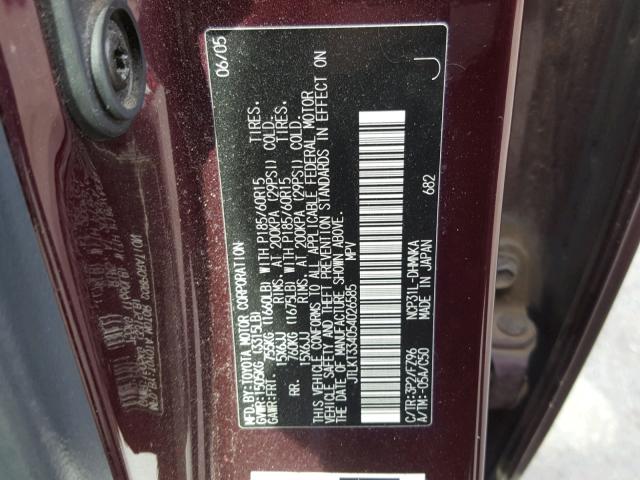 MFD.BY:TOYOTA MOTOR CORPORATION 06/05
GVWR:1505KG (3315LB)
GAWR:FRT. 755KG (1660LB) WITH P185/60R15 TIRES.
15X6JJ RIMS. AT 200KPA (29PSI) COLD.
RR. 760KG (1675LB) WITH P185/60R15 TIRES.
15X6JJ RIMS. AT 200KPA (29PSI) COLD.
THIS VEHICLE CONFORMS TO ALL APPLICABLE FEDERAL MOTOR
VEHICLE SAFETY AND THEFT PREVENTION STANDARDS IN EFFECT ON
THE DATE OF MANUFACTURE SHOWN ABOVE.
JTLKT334054026585 MPV J
682
C/TR:3P2/FZ96 NCP31L-DHMNKA
A/TM:-05A/C50 MADE IN JAPAN